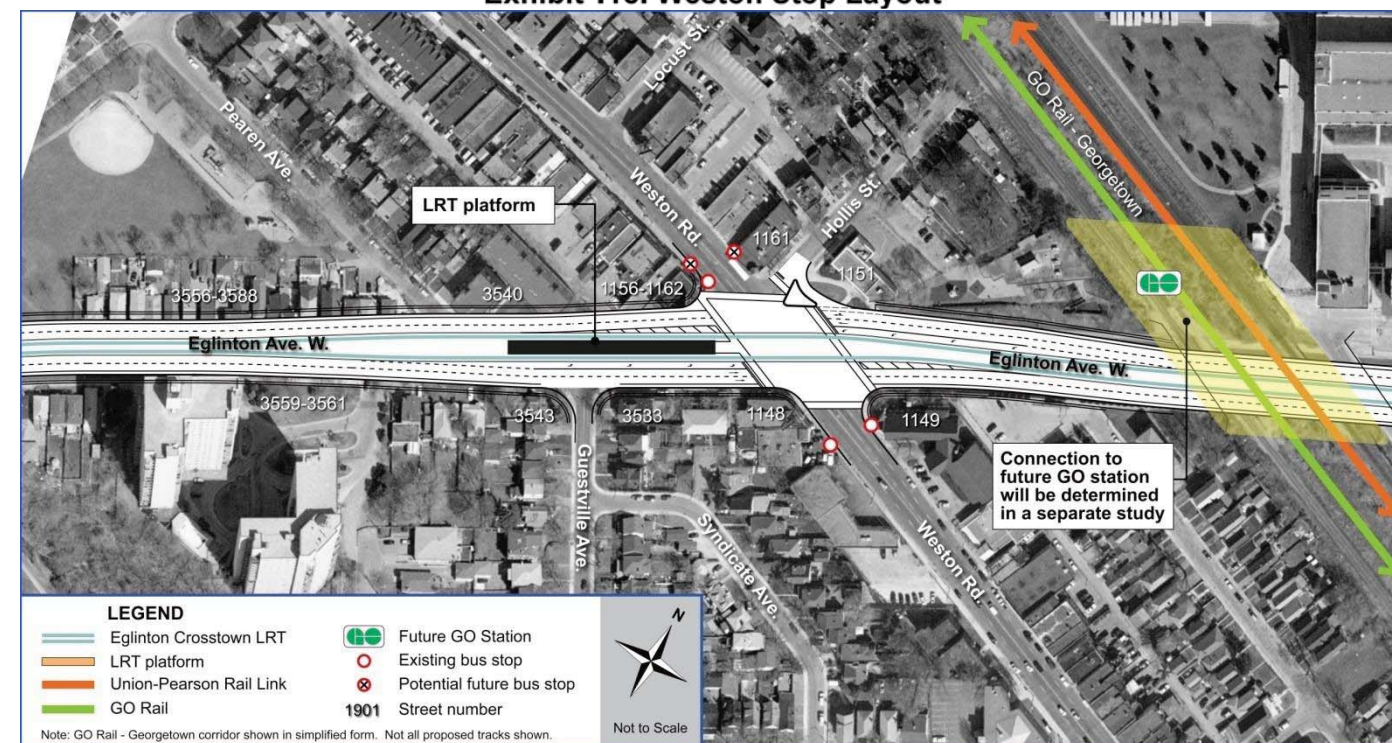 Exhibit 11c: Weston Stop Layout
Locust St.
Pearen Ave.
GO Rail - Georgetown
LRT platform
Weston Rd.
Hollis St.
1161
1151
3556-3588
3540
1156-1162
GO
Eglinton Ave. W.
Eglinton Ave. W.
3559-3561
3543
3533
1148
1149
Guestville Ave.
Syndicate Ave.
Weston Rd.
Connection to
future GO station
will be determined
in a separate study
LEGEND
Eglinton Crosstown LRT
LRT platform
Union-Pearson Rail Link
GO Rail
GO Future GO Station
Existing bus stop
Potential future bus stop
1901 Street number
Note: GO Rail - Georgetown corridor shown in simplified form. Not all proposed tracks shown.
N
Not to Scale